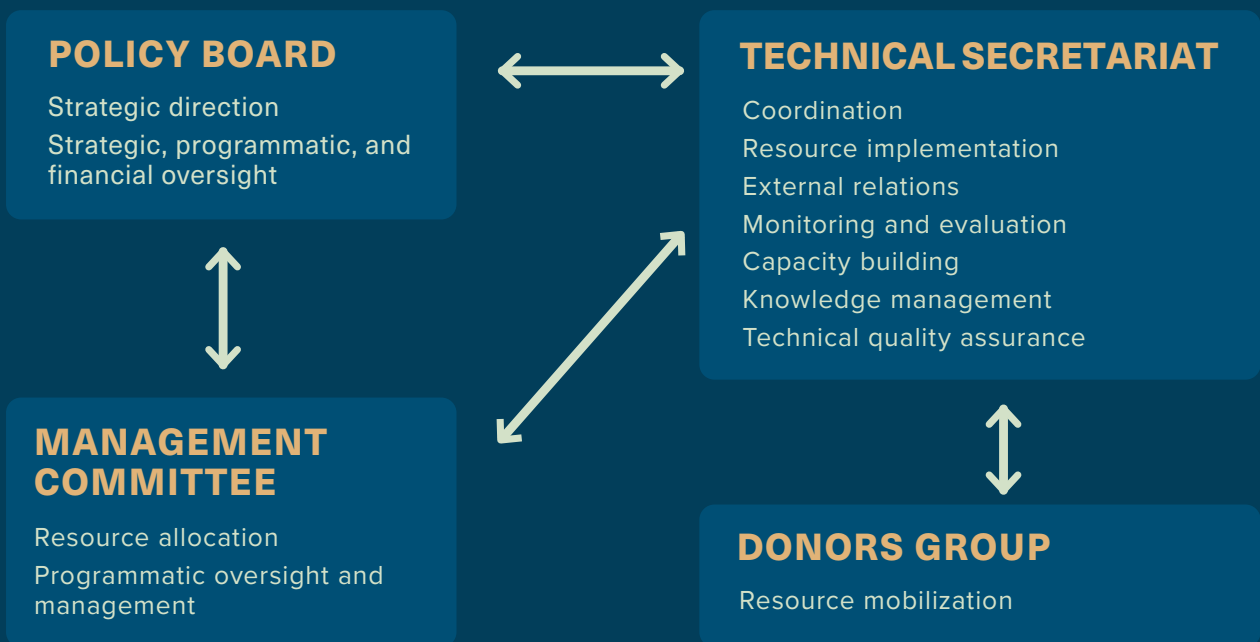 POLICY BOARD
Strategic direction
Strategic, programmatic, and
financial oversight
TECHNICAL SECRETARIAT
Coordination
Resource implementation
External relations
Monitoring and evaluation
Capacity building
Knowledge management
Technical quality assurance
MANAGEMENT
COMMITTEE
Resource allocation
Programmatic oversight and
management
DONORS GROUP
Resource mobilization